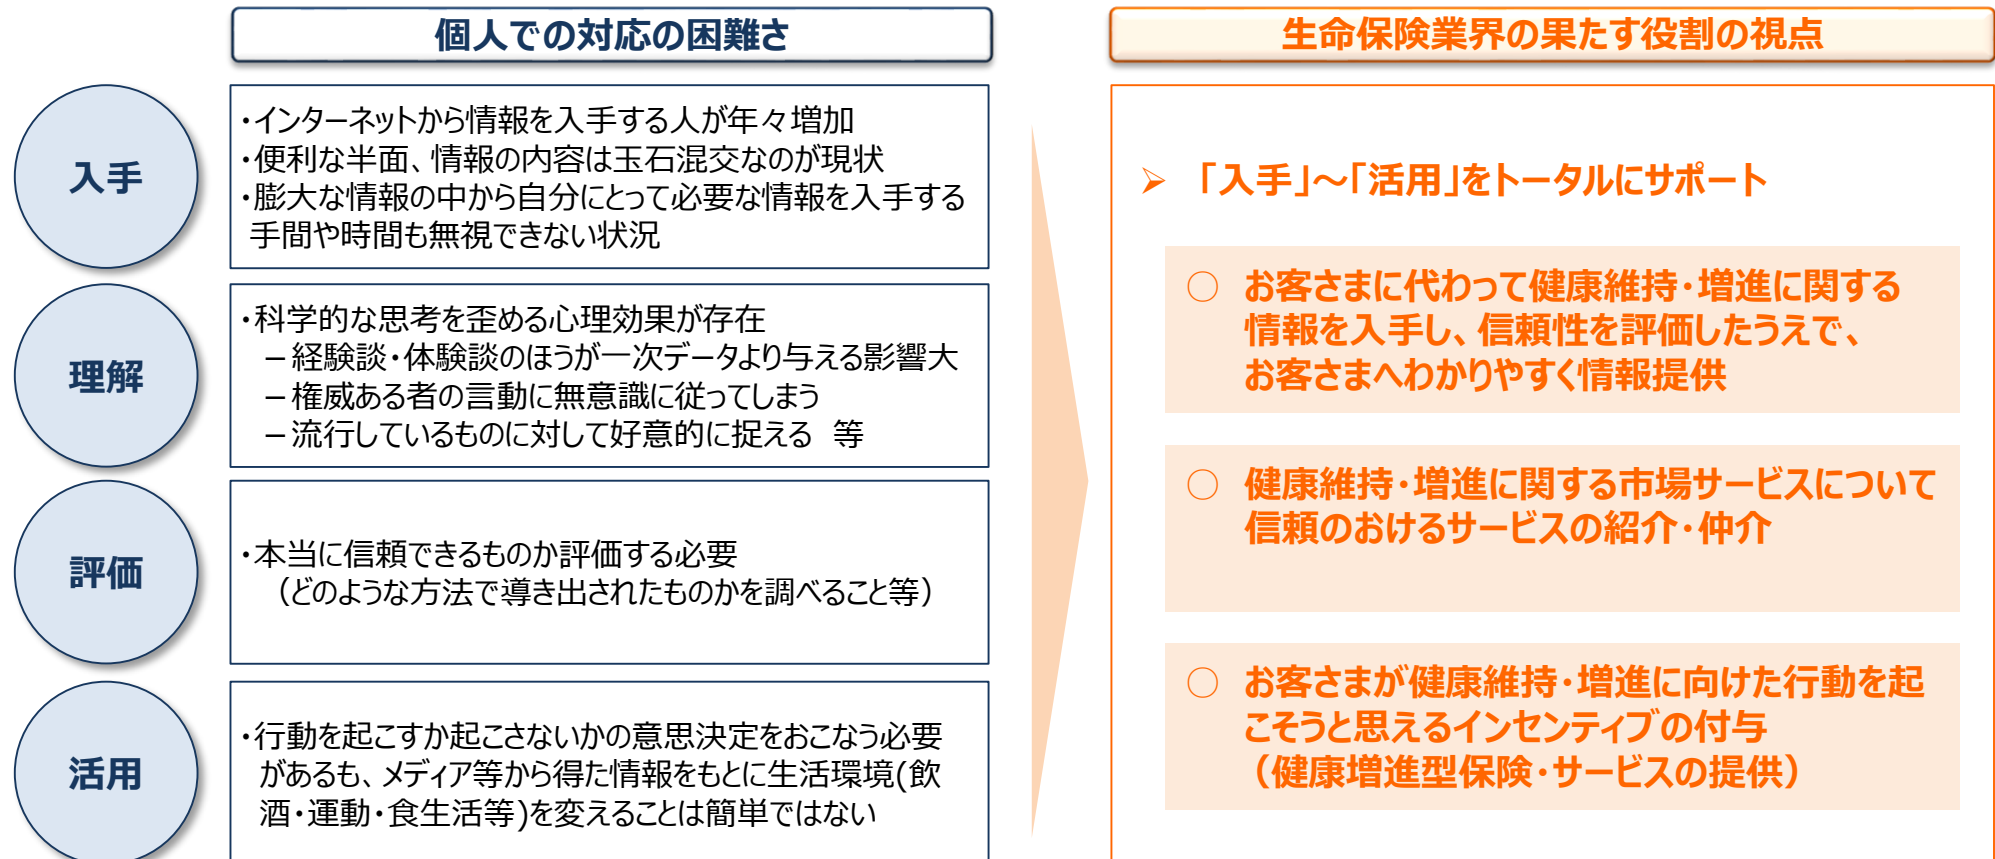 個人での対応の困難さ
入手
・インターネットから情報を入手する人が年々増加
・便利な半面、情報の内容は玉石混交なのが現状
・膨大な情報の中から自分にとって必要な情報を入手する
手間や時間も無視できない状況
理解
・科学的な思考を歪める心理効果が存在
－経験談・体験談のほうが一次データより与える影響大
－権威ある者の言動に無意識に従ってしまう
－流行しているものに対して好意的に捉える　等
評価
・本当に信頼できるものか評価する必要
（どのような方法で導き出されたものかを調べること等）
活用
・行動を起こすか起こさないかの意思決定をおこなう必要
があるも、メディア等から得た情報をもとに生活環境(飲
酒・運動・食生活等)を変えることは簡単ではない
生命保険業界の果たす役割の視点
➢ 「入手」～「活用」をトータルにサポート
○ お客さまに代わって健康維持・増進に関する
情報を入手し、信頼性を評価したうえで、
お客さまへわかりやすく情報提供
○ 健康維持・増進に関する市場サービスについて
信頼のおけるサービスの紹介・仲介
○ お客さまが健康維持・増進に向けた行動を起
こそうと思えるインセンティブの付与
（健康増進型保険・サービスの提供）